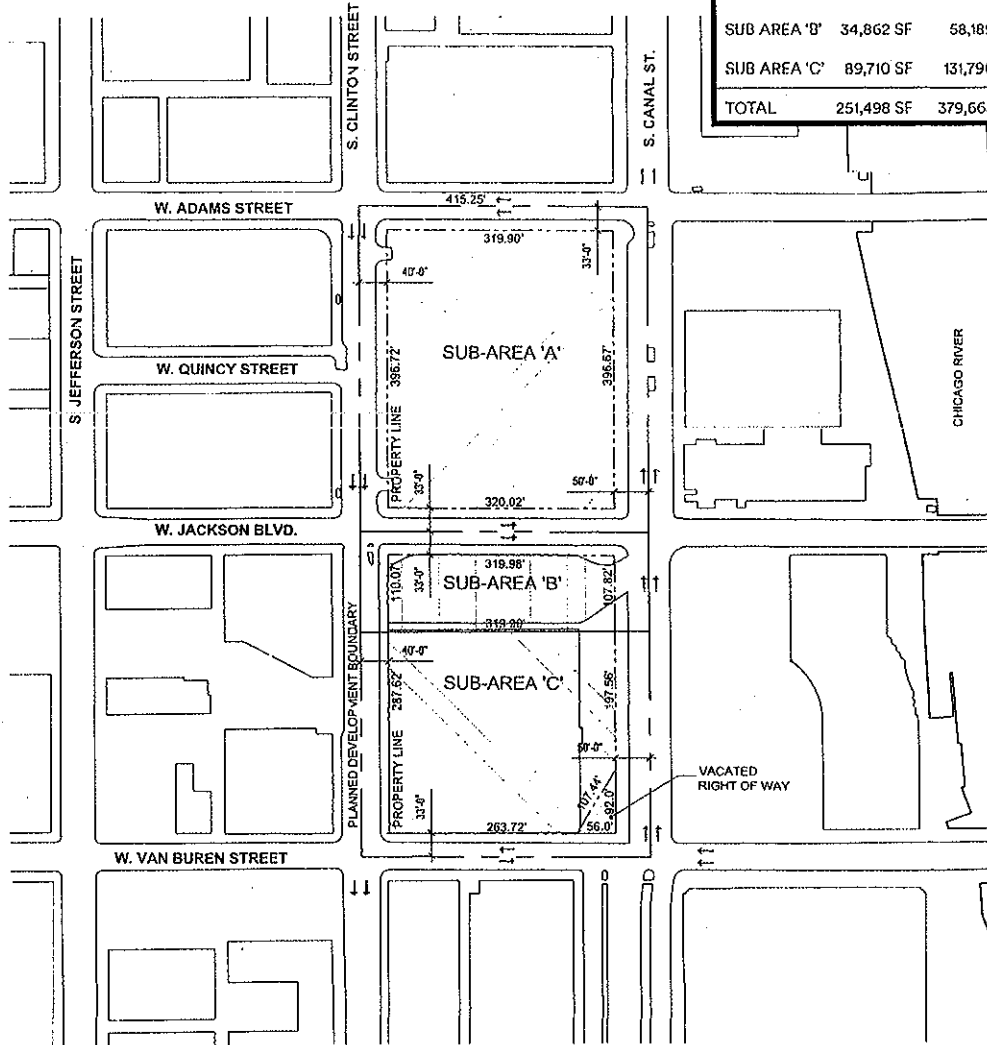 SUB AREA 'B' 34,862 SF
SUB AREA 'C' 89,710 SF
TOTAL 251,498 SF
S. CLINTON STREET
S. CANAL ST.
W. ADAMS STREET
415.25'
319.90'
33'-0"
40'-0"
S. JEFFERSON STREET
SUB-AREA 'A'
396.72'
396.67'
W. QUINCY STREET
CHICAGO RIVER
PROPERTY LINE
33'-0"
50'-0"
320.02'
W. JACKSON BLVD.
319.98'
110.07'
33'-0"
SUB-AREA 'B'
107.82'
PLANNED DEVELOPMENT BOUNDARY
40'-0"
287.62'
SUB-AREA 'C'
197.56'
50'-0"
PROPERTY LINE
33'-0"
107.44'
92.0'
VACATED
RIGHT OF WAY
263.72'
56.0'
W. VAN BUREN STREET